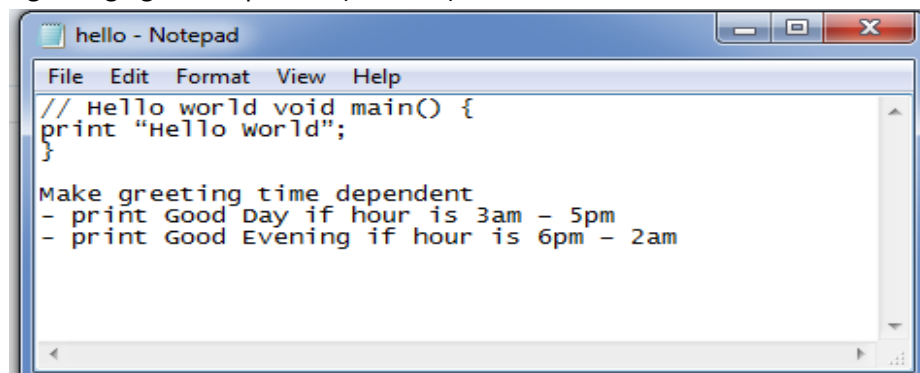 hello - Notepad
File Edit Format View Help
// Hello world void main() {
print “Hello World";
}
Make greeting time dependent
– print Good Day if hour is 3am – 5pm
– print Good Evening if hour is 6pm – 2am